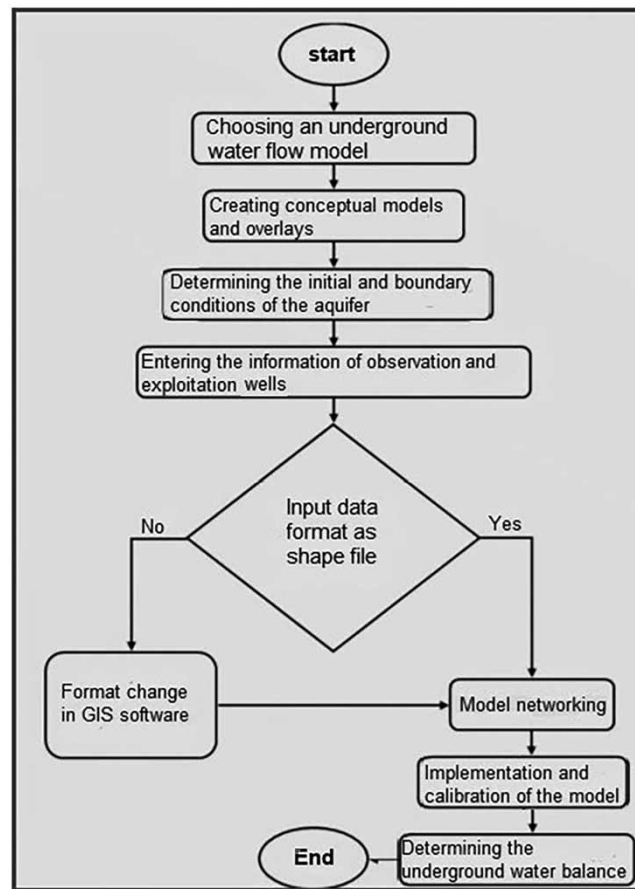 start
Choosing an underground
water flow model
Creating conceptual models
and overlays
Determining the initial and boundary
conditions of the aquifer
Entering the information of observation and
exploitation wells
Input data
format as
shape file
No
Yes
Format change
in GIS software
Model networking
Implementation and
calibration of the model
Determining the
underground water balance
End